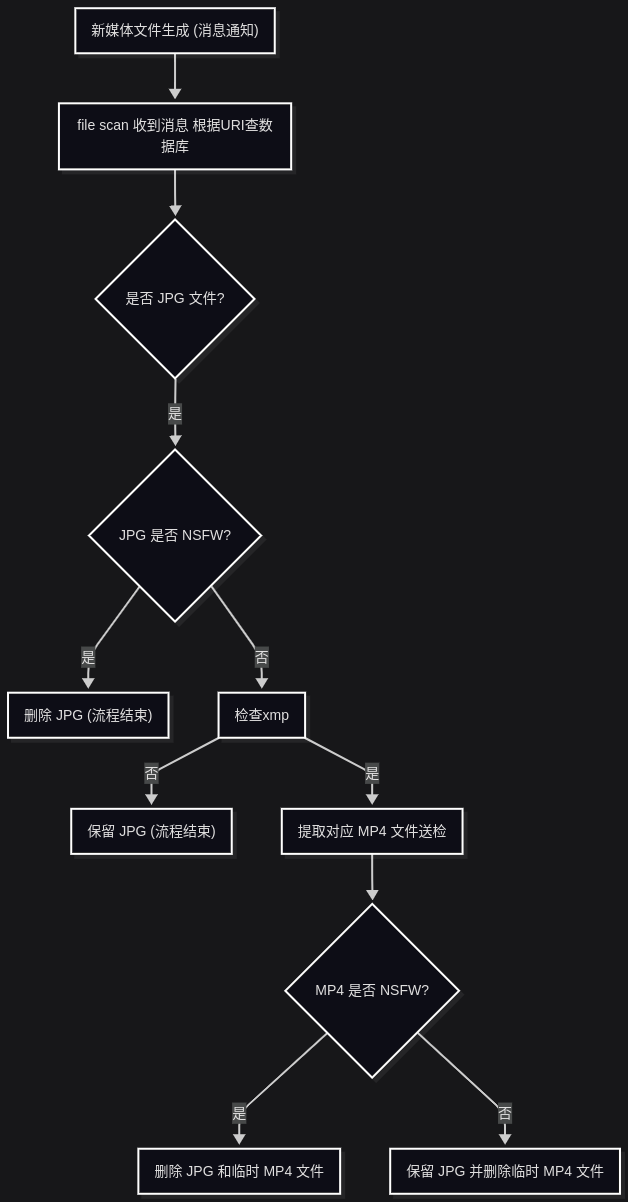 新媒体文件生成 (消息通知)
file scan 收到消息 根据URI查数
据库
是否 JPG 文件?
是
JPG 是否 NSFW?
是
否
删除 JPG (流程结束)
检查xmp
否
是
保留 JPG (流程结束)
提取对应 MP4 文件送检
MP4 是否 NSFW?
是
否
删除 JPG 和临时 MP4 文件
保留 JPG 并删除临时 MP4 文件